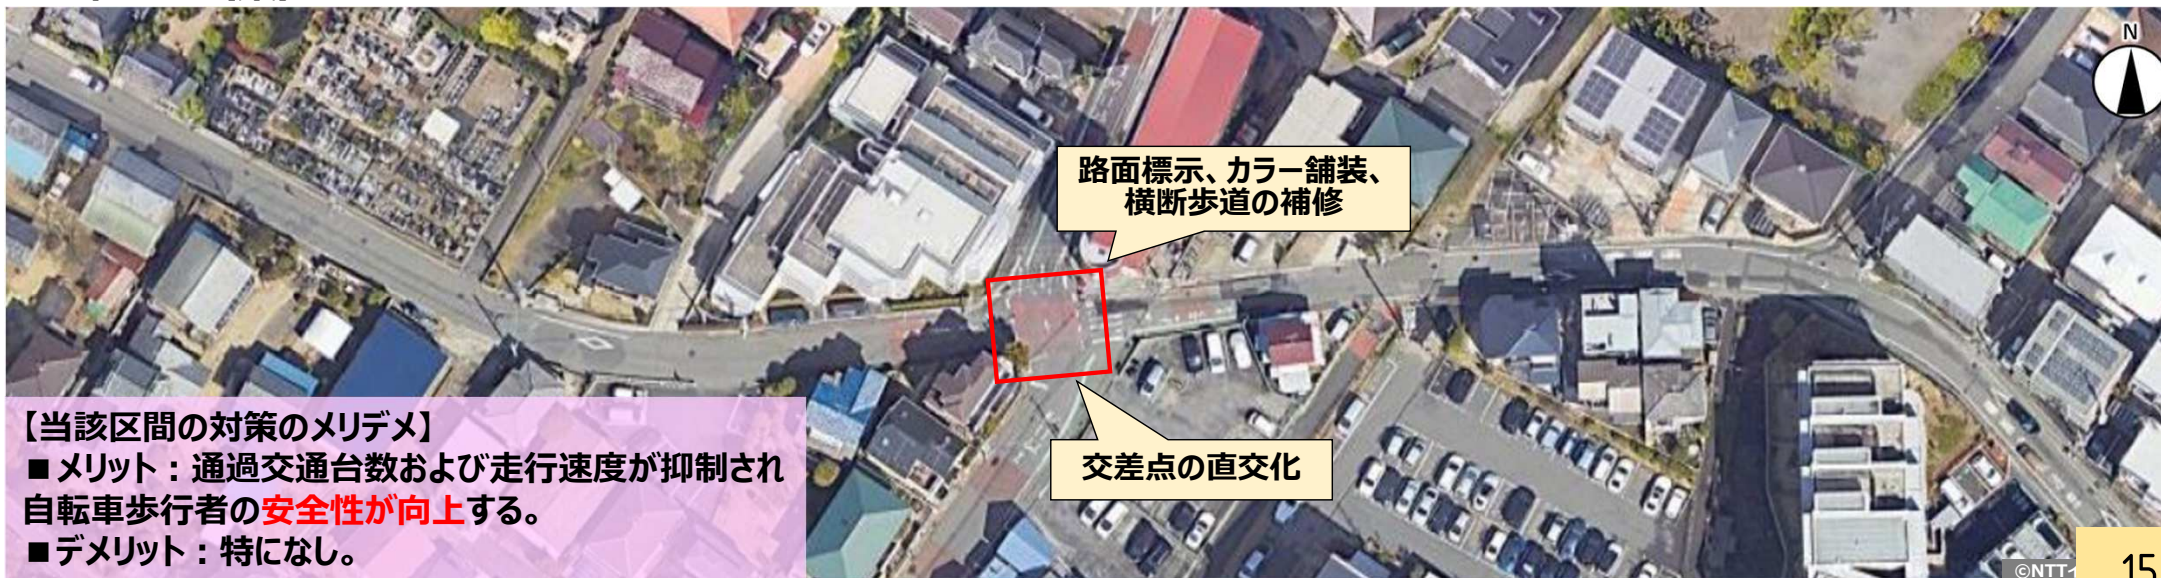 N
路面標示、カラー舗装、
横断歩道の補修
交差点の直交化
【当該区間の対策のメリデメ】
■メリット：通過交通台数および走行速度が抑制され
自転車歩行者の安全性が向上する。
■デメリット：特になし。
©NTT
15